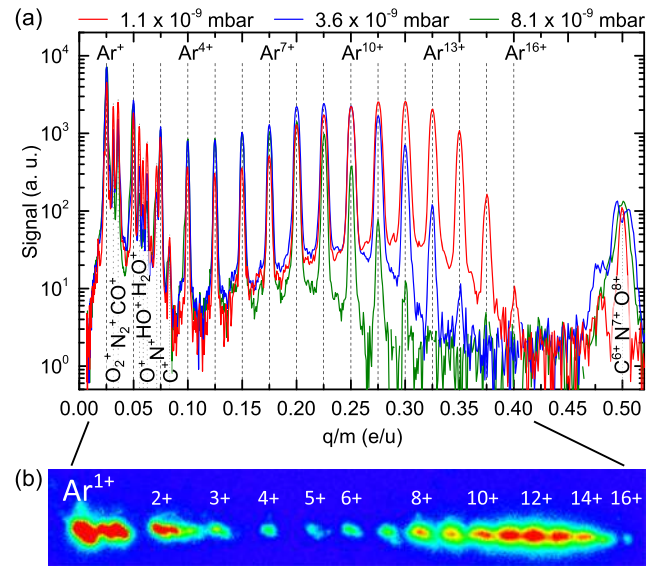 (a) 1.1 x 10⁻⁹ mbar 3.6 x 10⁻⁹ mbar 8.1 x 10⁻⁹ mbar
10⁴ Ar⁺ Ar⁴⁺ Ar⁷⁺ Ar¹⁰⁺ Ar¹³⁺ Ar¹⁶⁺
10³
10²
10¹
10⁰
Signal (a. u.)
O₂⁺ N₂⁺ CO⁺
O⁺ HO⁺ H₂O⁺
C⁺ N⁺
C⁶⁺ N⁷⁺ O⁸⁺
0.00 0.05 0.10 0.15 0.20 0.25 0.30 0.35 0.40 0.45 0.50
q/m (e/u)
(b)
Ar¹⁺ 2+ 3+ 4+ 5+ 6+ 8+ 10+ 12+ 14+ 16+